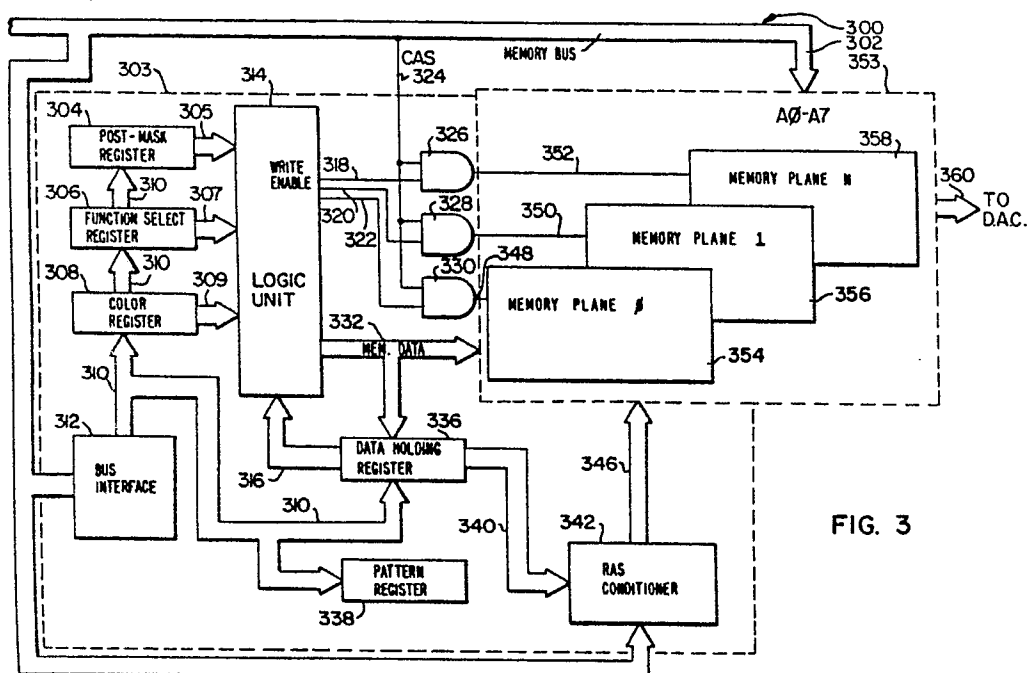 300
302
MEMORY BUS
353
CAS
324
303
314
304
305
POST-MASK
REGISTER
306
310
307
FUNCTION SELECT
REGISTER
308
310
309
COLOR REGISTER
WRITE
ENABLE
318
320
322
LOGIC
UNIT
326
328
330
352
350
348
AØ-A7
358
MEMORY PLANE N
360
TO
D.A.C.
MEMORY PLANE 1
356
MEMORY PLANE Ø
354
332
MEM. DATA
310
312
BUS
INTERFACE
316
336
DATA HOLDING
REGISTER
310
340
346
338
PATTERN
REGISTER
342
RAS
CONDITIONER
FIG. 3